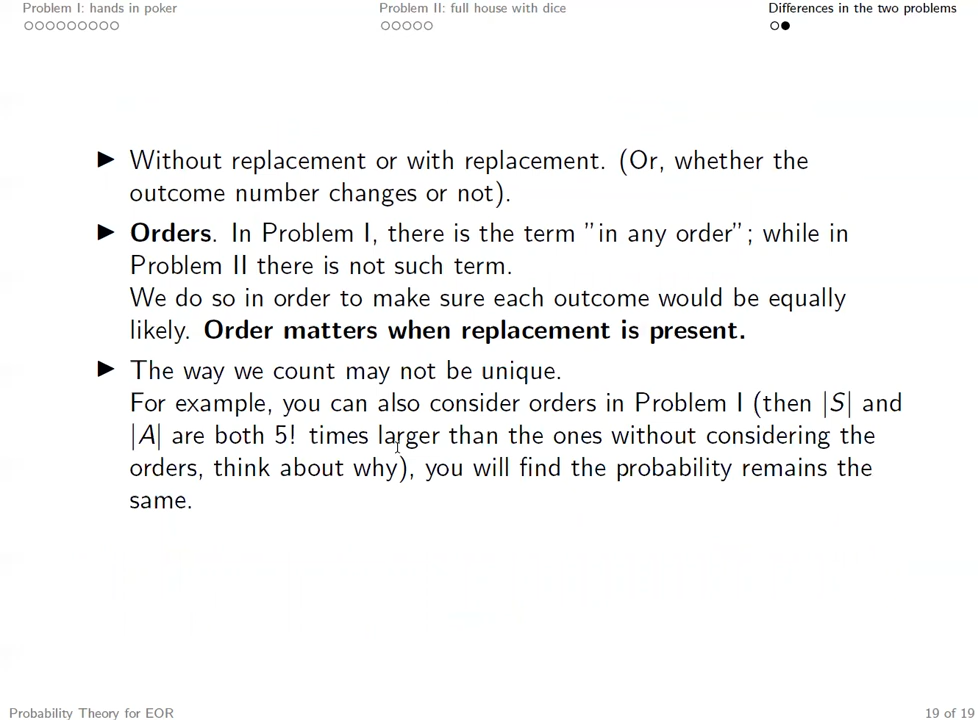 Problem I: hands in poker
Problem II: full house with dice
Differences in the two problems
Without replacement or with replacement. (Or, whether the
outcome number changes or not).
Orders. In Problem I, there is the term "in any order"; while in
Problem II there is not such term.
We do so in order to make sure each outcome would be equally
likely. Order matters when replacement is present.
The way we count may not be unique.
For example, you can also consider orders in Problem I (then |S| and
|A| are both 5! times larger than the ones without considering the
orders, think about why), you will find the probability remains the
same.
Probability Theory for EOR
19 of 19